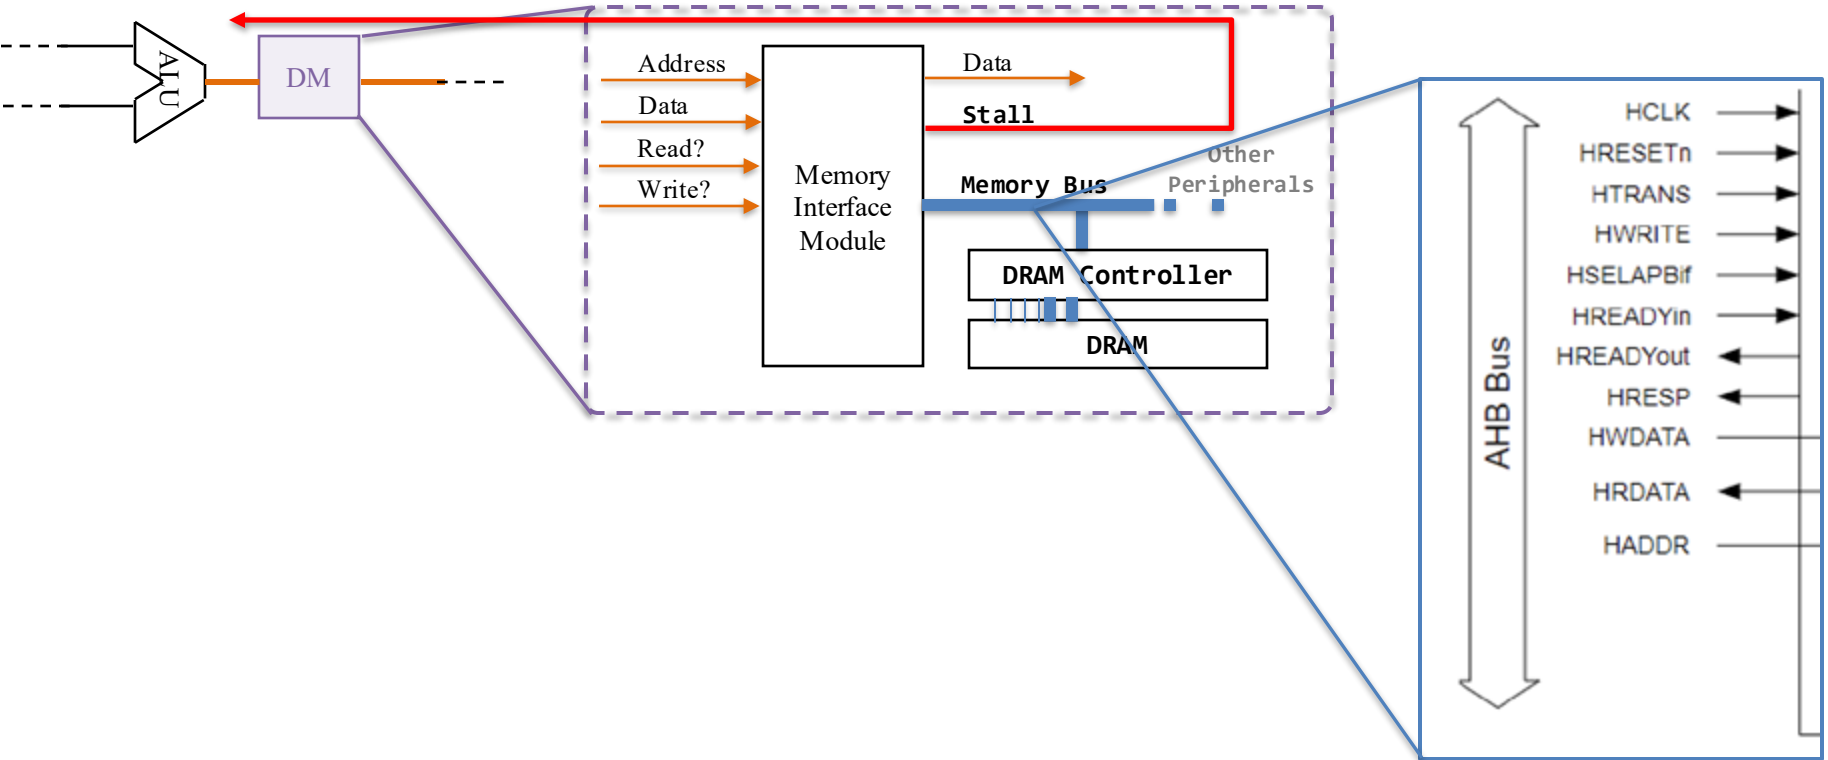 ALU
DM
Address
Data
Read?
Write?
Memory
Interface
Module
Data
Stall
Other
Peripherals
Memory Bus
DRAM Controller
DRAM
AHB Bus
HCLK
HRESETn
HTRANS
HWRITE
HSELAPBif
HREADYin
HREADYout
HRESP
HWDATA
HRDATA
HADDR